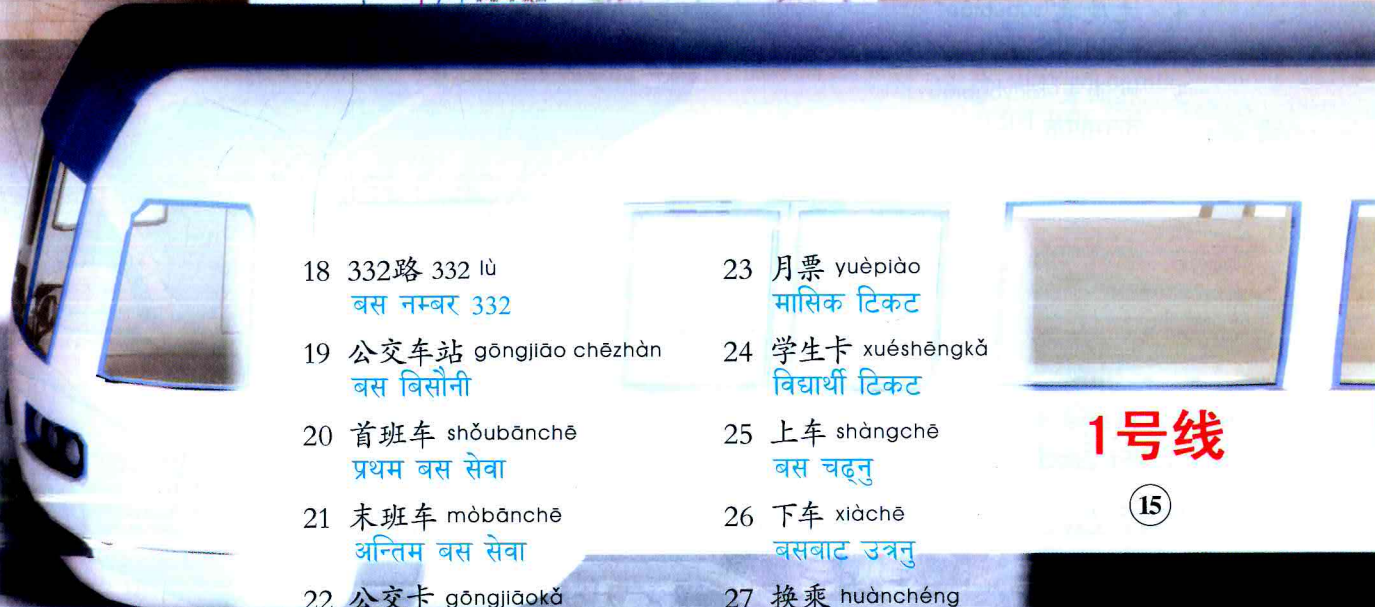 18 332路 332 lù
बस नम्बर 332
19 公交车站 gōngjiāo chēzhàn
बस बिसौनी
20 首班车 shǒubānchē
प्रथम बस सेवा
21 末班车 mòbānchē
अन्तिम बस सेवा
22 公交卡 gōngjiāokǎ
23 月票 yuèpiào
मासिक टिकट
24 学生卡 xuéshēngkǎ
विद्यार्थी टिकट
25 上车 shàngchē
बस चढ्नु
26 下车 xiàchē
बसबाट उत्रनु
27 换乘 huànchéng
1号线
15